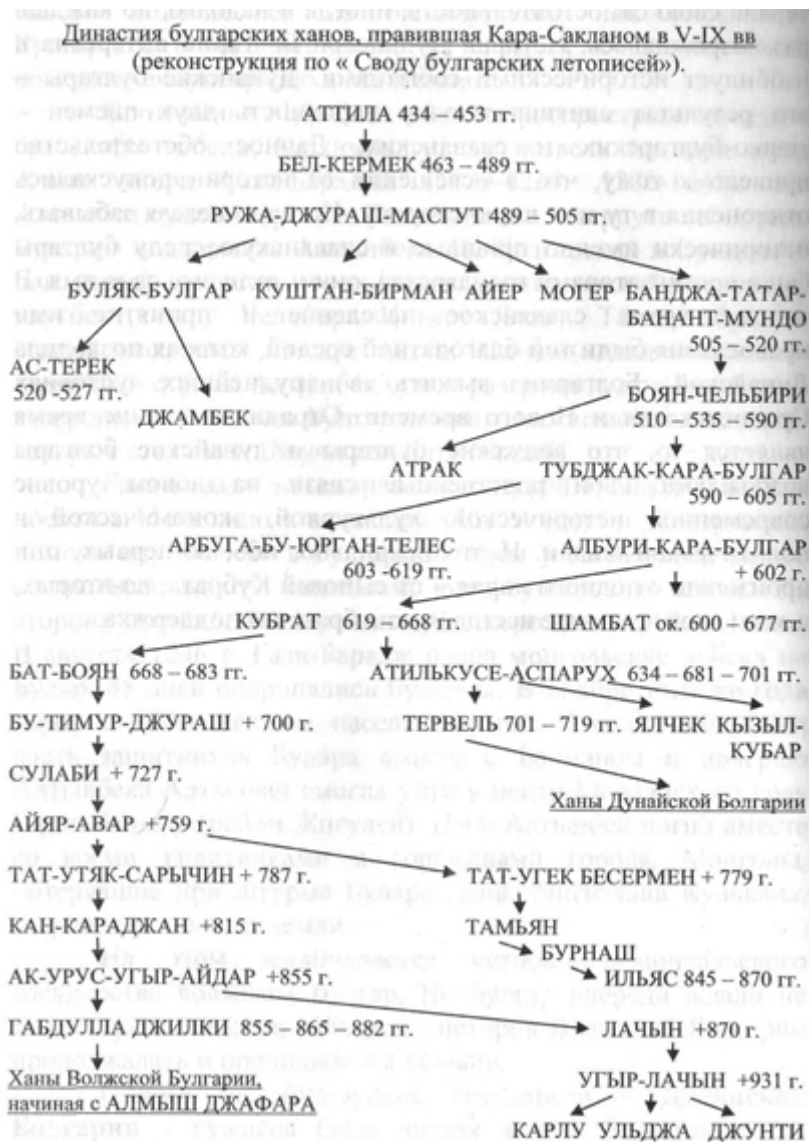 Династия булгарских ханов, правившая Кара-Сакланом в V-IX вв
(реконструкция по « Своду булгарских летописей»).
АТТИЛА 434 – 453 гг.
БЕЛ-КЕРМЕК 463 – 489 гг.
РУЖА-ДЖУРАШ-МАСГУТ 489 – 505 гг.
БУЛЯК-БУЛГАР КУШТАН-БИРМАН АЙЕР МОГЕР БАНДЖА-ТАТАР-
БАНАНТ-МУНДО
АС-ТЕРЕК 505 – 520 гг.
520 -527 гг. БОЯН-ЧЕЛЬБИРИ
ДЖАМБЕК 510 – 535 – 590 гг.
АТРАК ТУБДЖАК-КАРА-БУЛГАР
590 – 605 гг.
АРБУГА-БУ-ЮРГАН-ТЕЛЕС АЛБУРИ-КАРА-БУЛГАР
603 -619 гг. + 602 г.
КУБРАТ 619 – 668 гг. ШАМБАТ ок. 600 – 677 гг.
БАТ-БОЯН 668 – 683 гг. АТИЛЬКУСЕ-АСПАРУХ 634 – 681 – 701 гг.
БУ-ТИМУР-ДЖУРАШ + 700 г. ТЕРВЕЛЬ 701 – 719 гг. ЯЛЧЕК КЫЗЫЛ-
КУБАР
СУЛАБИ + 727 г.
Ханы Дунайской Болгарии
АЙЯР-АВАР +759 г.
ТАТ-УТЯК-САРЫЧИН + 787 г. ТАТ-УГЕК БЕСЕРМЕН + 779 г.
КАН-КАРАДЖАН +815 г. ТАМЬЯН
БУРНАШ
АК-УРУС-УГЫР-АЙДАР +855 г. ИЛЬЯС 845 – 870 гг.
ГАБДУЛЛА ДЖИЛКИ 855 – 865 – 882 гг. ЛАЧЫН +870 г.
Ханы Волжской Булгарии, УГЫР-ЛАЧЫН +931 г.
начиная с АЛМЫШ ДЖАФАРА
КАРЛУ УЛЬДЖА ДЖУНТИ